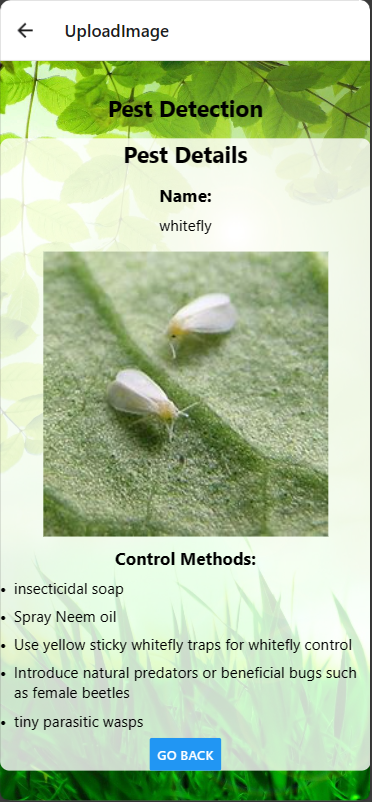 UploadImage
Pest Detection
Pest Details
Name:
whitefly
Control Methods:
• insecticidal soap
• Spray Neem oil
• Use yellow sticky whitefly traps for whitefly control
• Introduce natural predators or beneficial bugs such
as female beetles
• tiny parasitic wasps
GO BACK